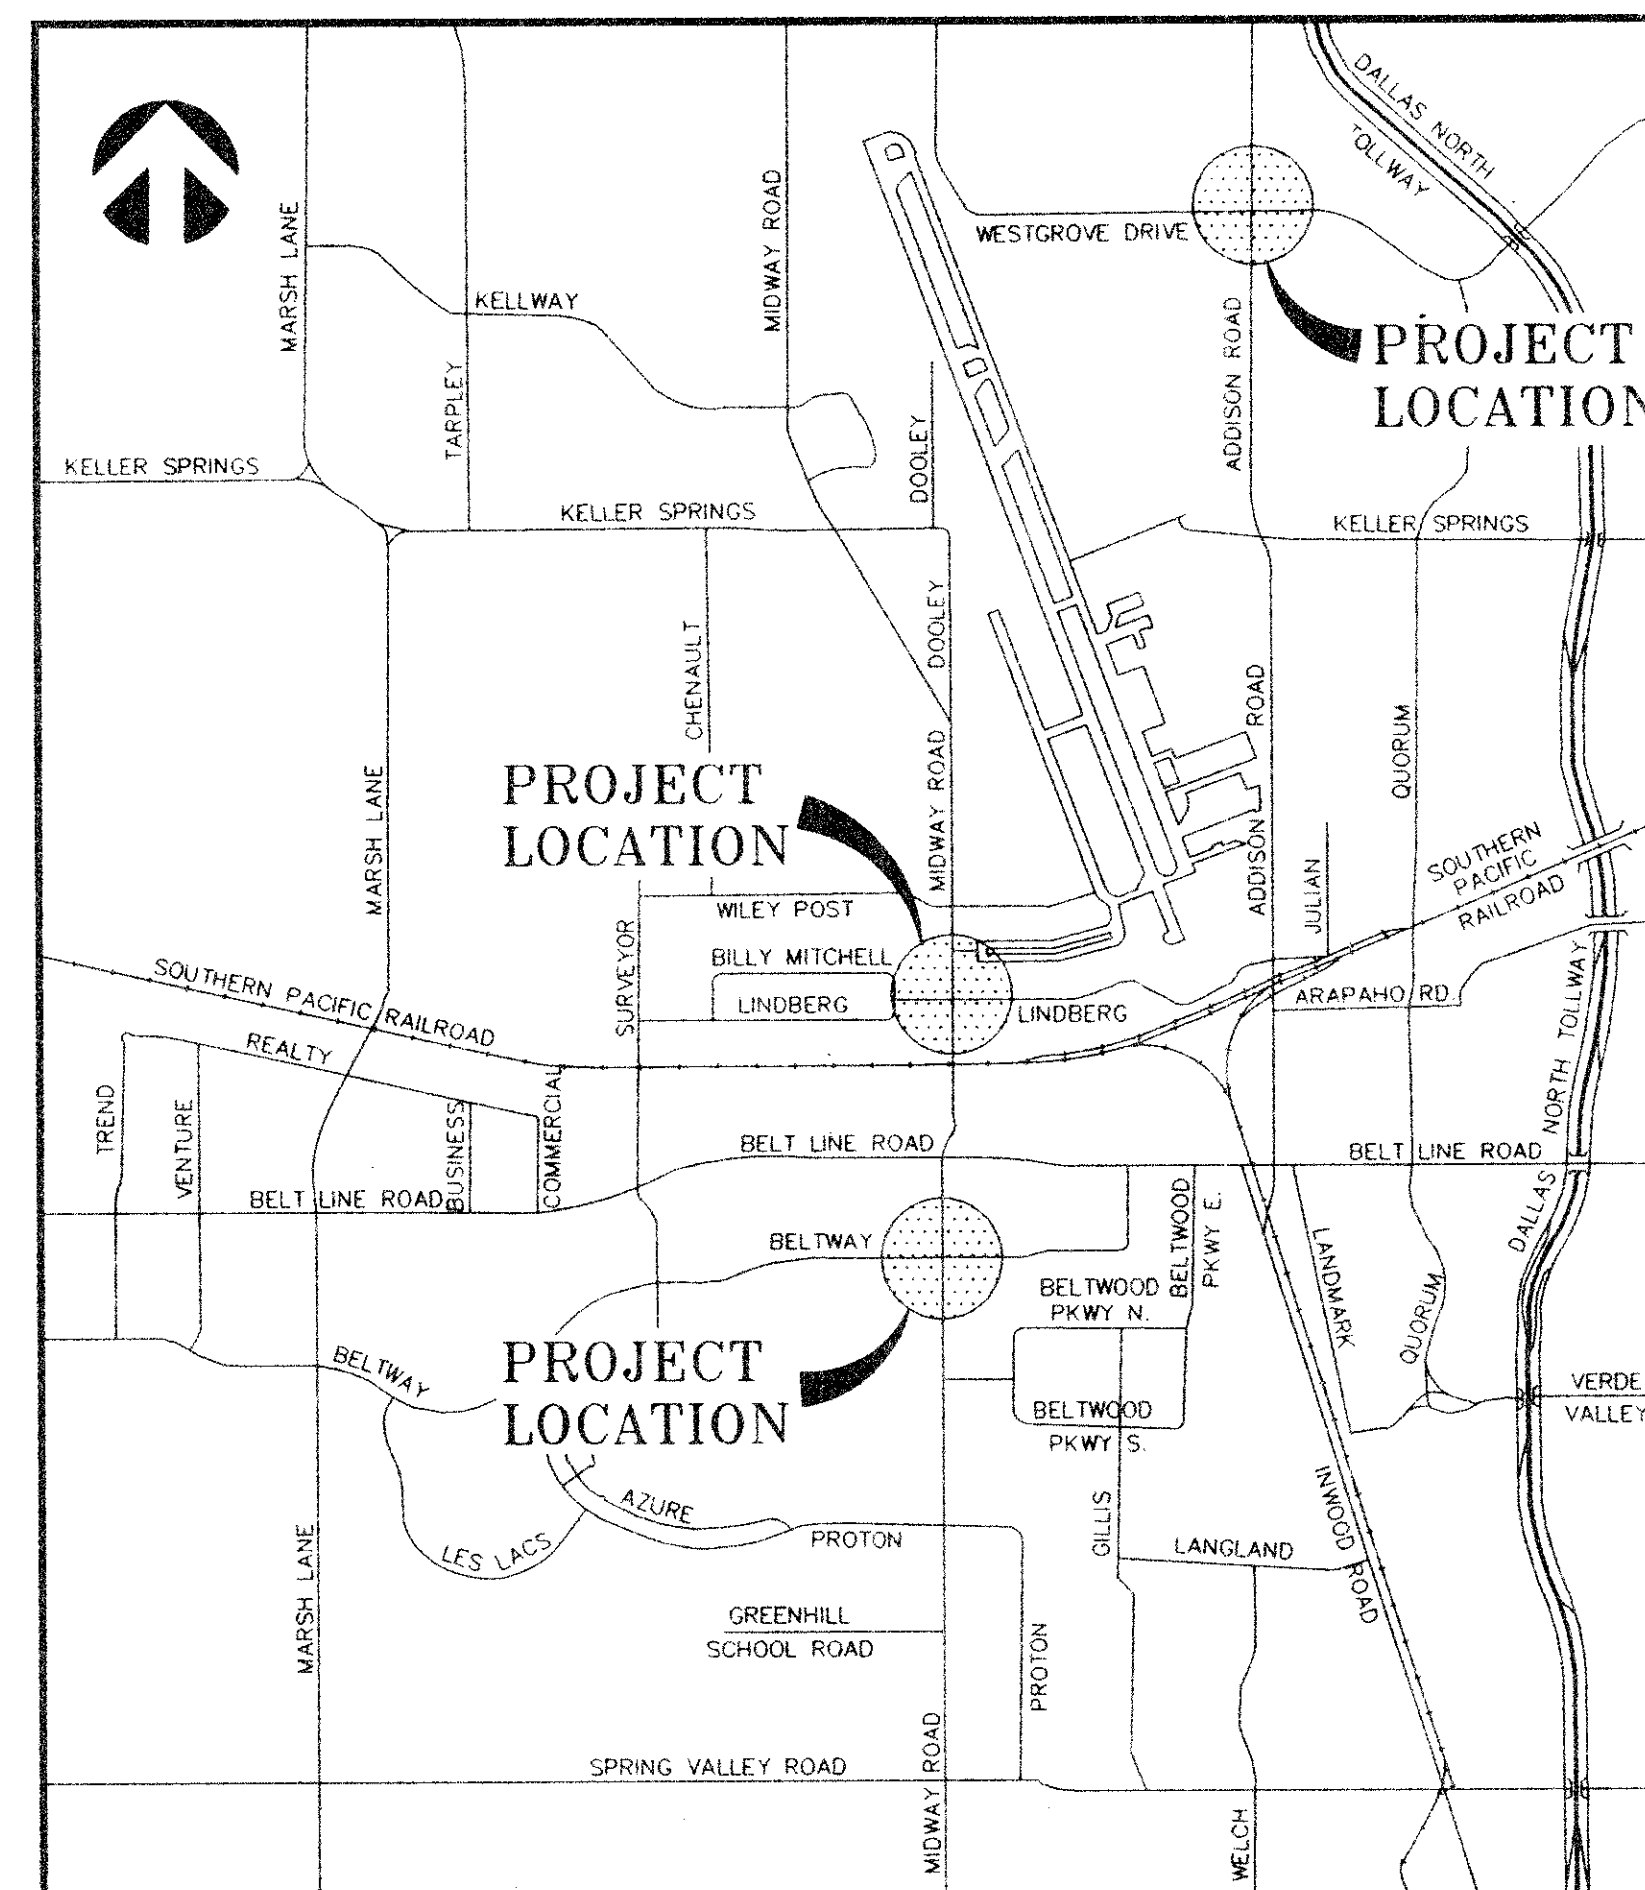 DALLAS NORTH
TOLLWAY
MARSH LANE
MIDWAY ROAD
WESTGROVE DRIVE
KELLWAY
ADDISON ROAD
PROJECT
LOCATION
TARPLEY
DOOLEY
KELLER SPRINGS
KELLER SPRINGS
KELLER SPRINGS
DOOLEY
CHENAULT
ROAD
QUORUM
MARSH LANE
PROJECT
LOCATION
MIDWAY ROAD
ADDISON
JULIAN
SOUTHERN
PACIFIC
RAILROAD
WILEY POST
SURVEYOR
BILLY MITCHELL
LINDBERG
LINDBERG
ARAPAHO RD.
SOUTHERN PACIFIC RAILROAD
REALTY
TREND
VENTURE
BUSINESS
COMMERCIAL
DALLAS NORTH TOLLWAY
BELT LINE ROAD
BELT LINE ROAD
BELT LINE ROAD
BELTWAY
BELTWOOD
PKWY E.
BELTWOOD
PKWY N.
LANDMARK
QUORUM
PROJECT
LOCATION
BELTWAY
BELTWOOD
PKWY S.
VERDE
VALLEY
AZURE
LES LACS
PROTON
GILLIS
LANGLAND
INWOOD ROAD
MARSH LANE
GREENHILL
SCHOOL ROAD
PROTON
SPRING VALLEY ROAD
MIDWAY ROAD
WELCH